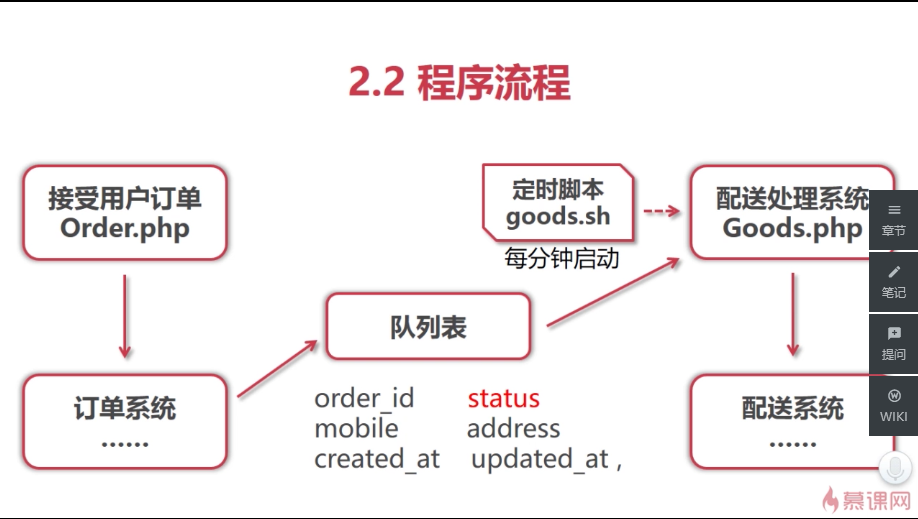 2.2 程序流程
接受用户订单
Order.php
定时脚本
goods.sh
每分钟启动
配送处理系统
Goods.php
队列表
订单系统
······
order_id status
mobile address
created_at updated_at ,
配送系统
······
章节
笔记
提问
WIKI
慕课网